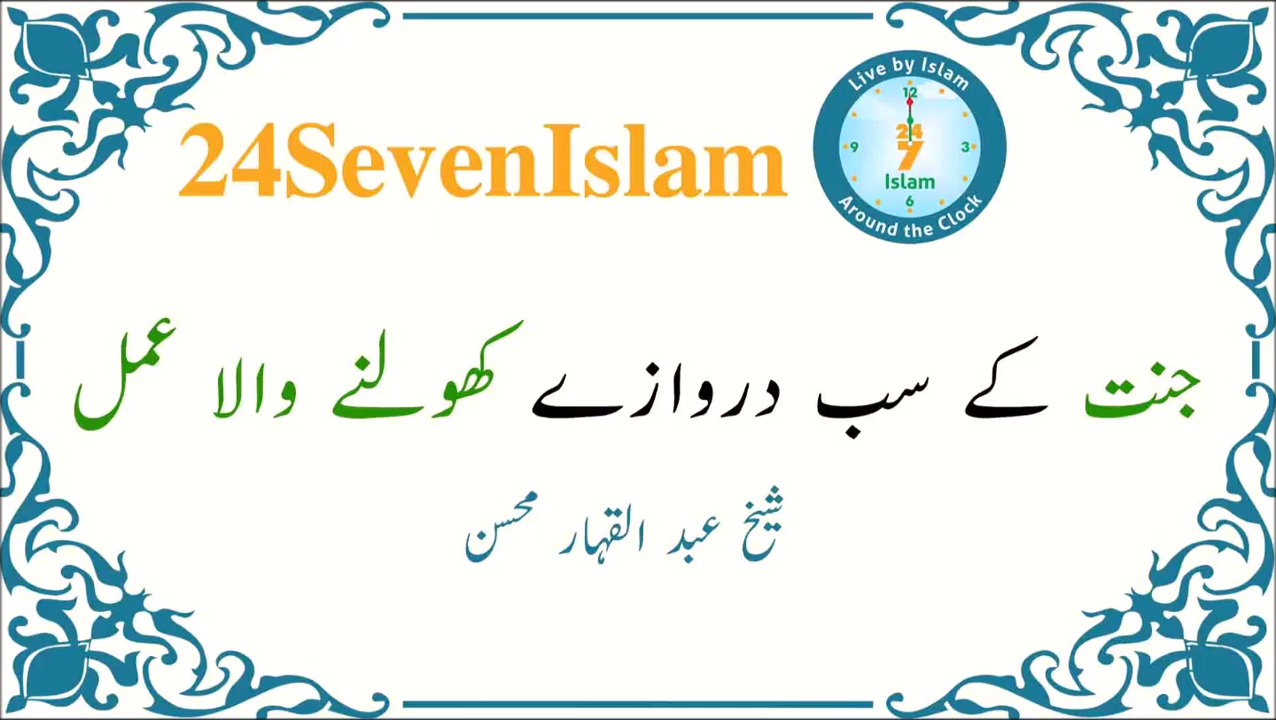 24SevenIslam
Live by Islam
12
24
9 7 3
Islam
6
Around the Clock
جنت کے سب دروازے کھولنے والا عمل
شیخ عبد القہار محسن